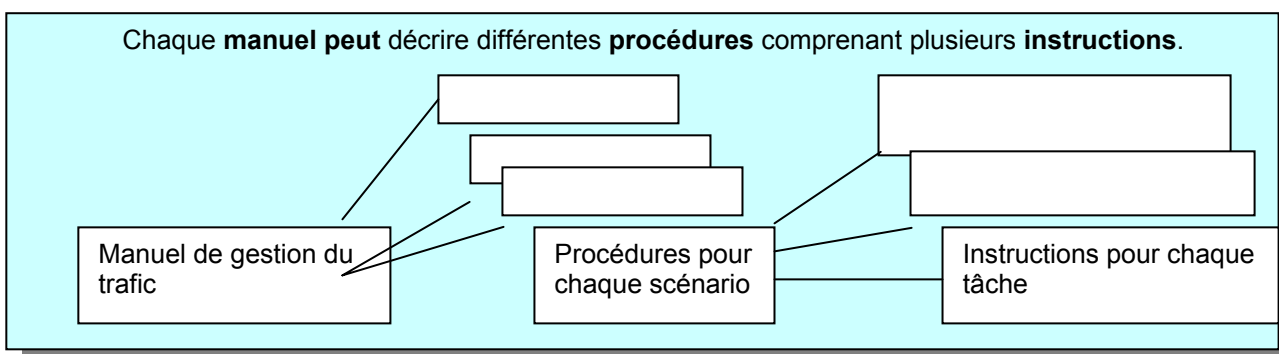 Chaque manuel peut décrire différentes procédures comprenant plusieurs instructions.
Manuel de gestion du
trafic
Procédures pour
chaque scénario
Instructions pour chaque
tâche